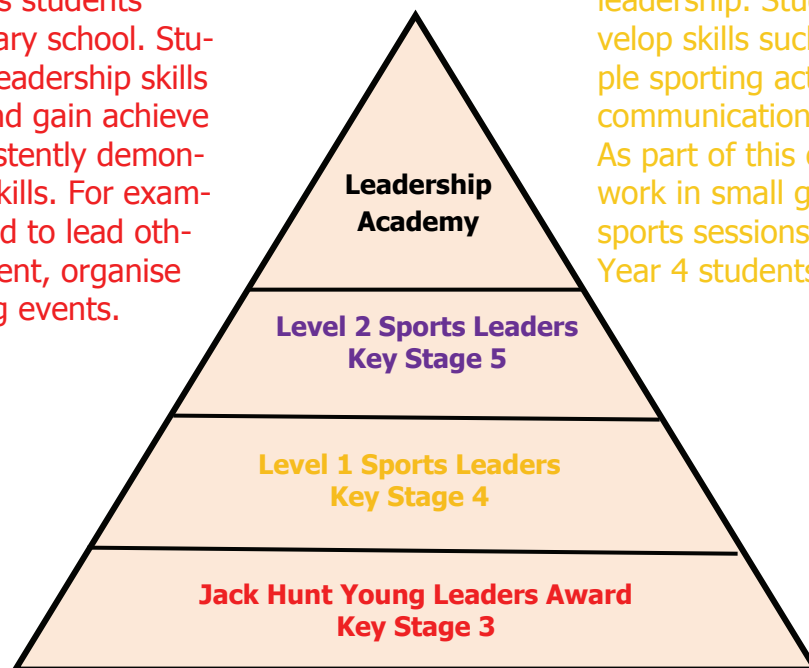 s students
ary school. Stu-
eadership skills
nd gain achieve
stently demon-
kills. For exam-
d to lead oth-
ent, organise
g events.
leadership. Stu
velop skills suc
ple sporting act
communication
As part of this
work in small g
sports sessions
Year 4 students
Leadership
Academy
Level 2 Sports Leaders
Key Stage 5
Level 1 Sports Leaders
Key Stage 4
Jack Hunt Young Leaders Award
Key Stage 3